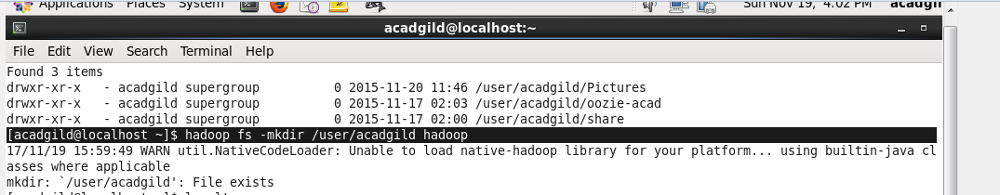 Applications Places System Sun Nov 19, 4:02 PM acadgil
acadgild@localhost:~
File Edit View Search Terminal Help
Found 3 items
drwxr-xr-x - acadgild supergroup 0 2015-11-20 11:46 /user/acadgild/Pictures
drwxr-xr-x - acadgild supergroup 0 2015-11-17 02:03 /user/acadgild/oozie-acad
drwxr-xr-x - acadgild supergroup 0 2015-11-17 02:00 /user/acadgild/share
[acadgild@localhost ~]$ hadoop fs -mkdir /user/acadgild hadoop
17/11/19 15:59:49 WARN util.NativeCodeLoader: Unable to load native-hadoop library for your platform... using builtin-java cl
asses where applicable
mkdir: `/user/acadgild': File exists